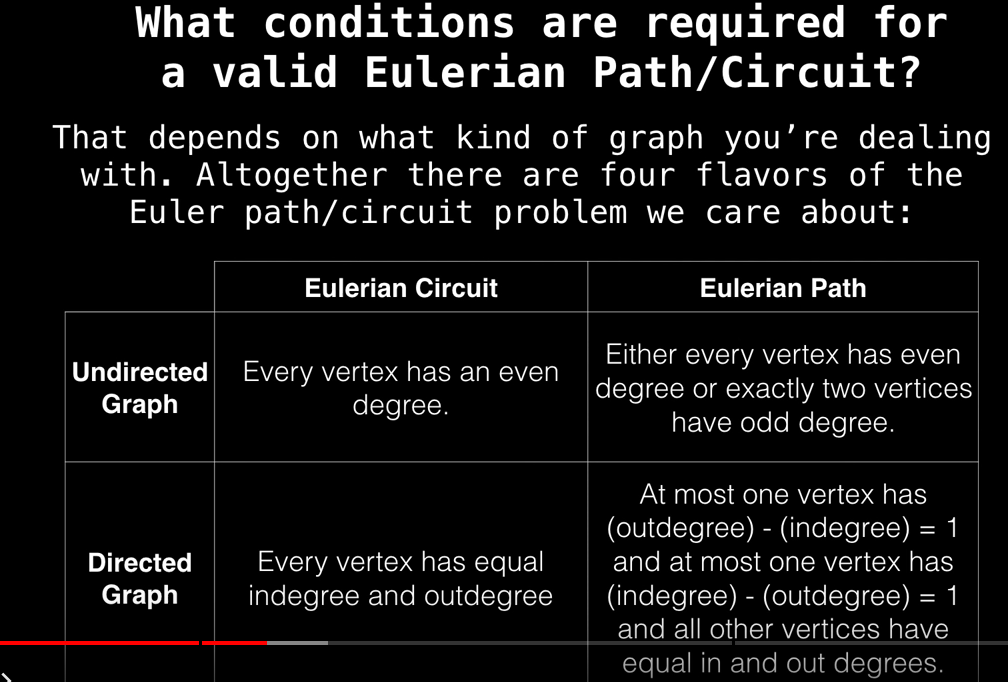 What conditions are required for
a valid Eulerian Path/Circuit?
That depends on what kind of graph you’re dealing
with. Altogether there are four flavors of the
Euler path/circuit problem we care about:
Eulerian Circuit
Eulerian Path
Undirected
Graph
Every vertex has an even
degree.
Either every vertex has even
degree or exactly two vertices
have odd degree.
Directed
Graph
Every vertex has equal
indegree and outdegree
At most one vertex has
(outdegree) - (indegree) = 1
and at most one vertex has
(indegree) - (outdegree) = 1
and all other vertices have
equal in and out degrees.